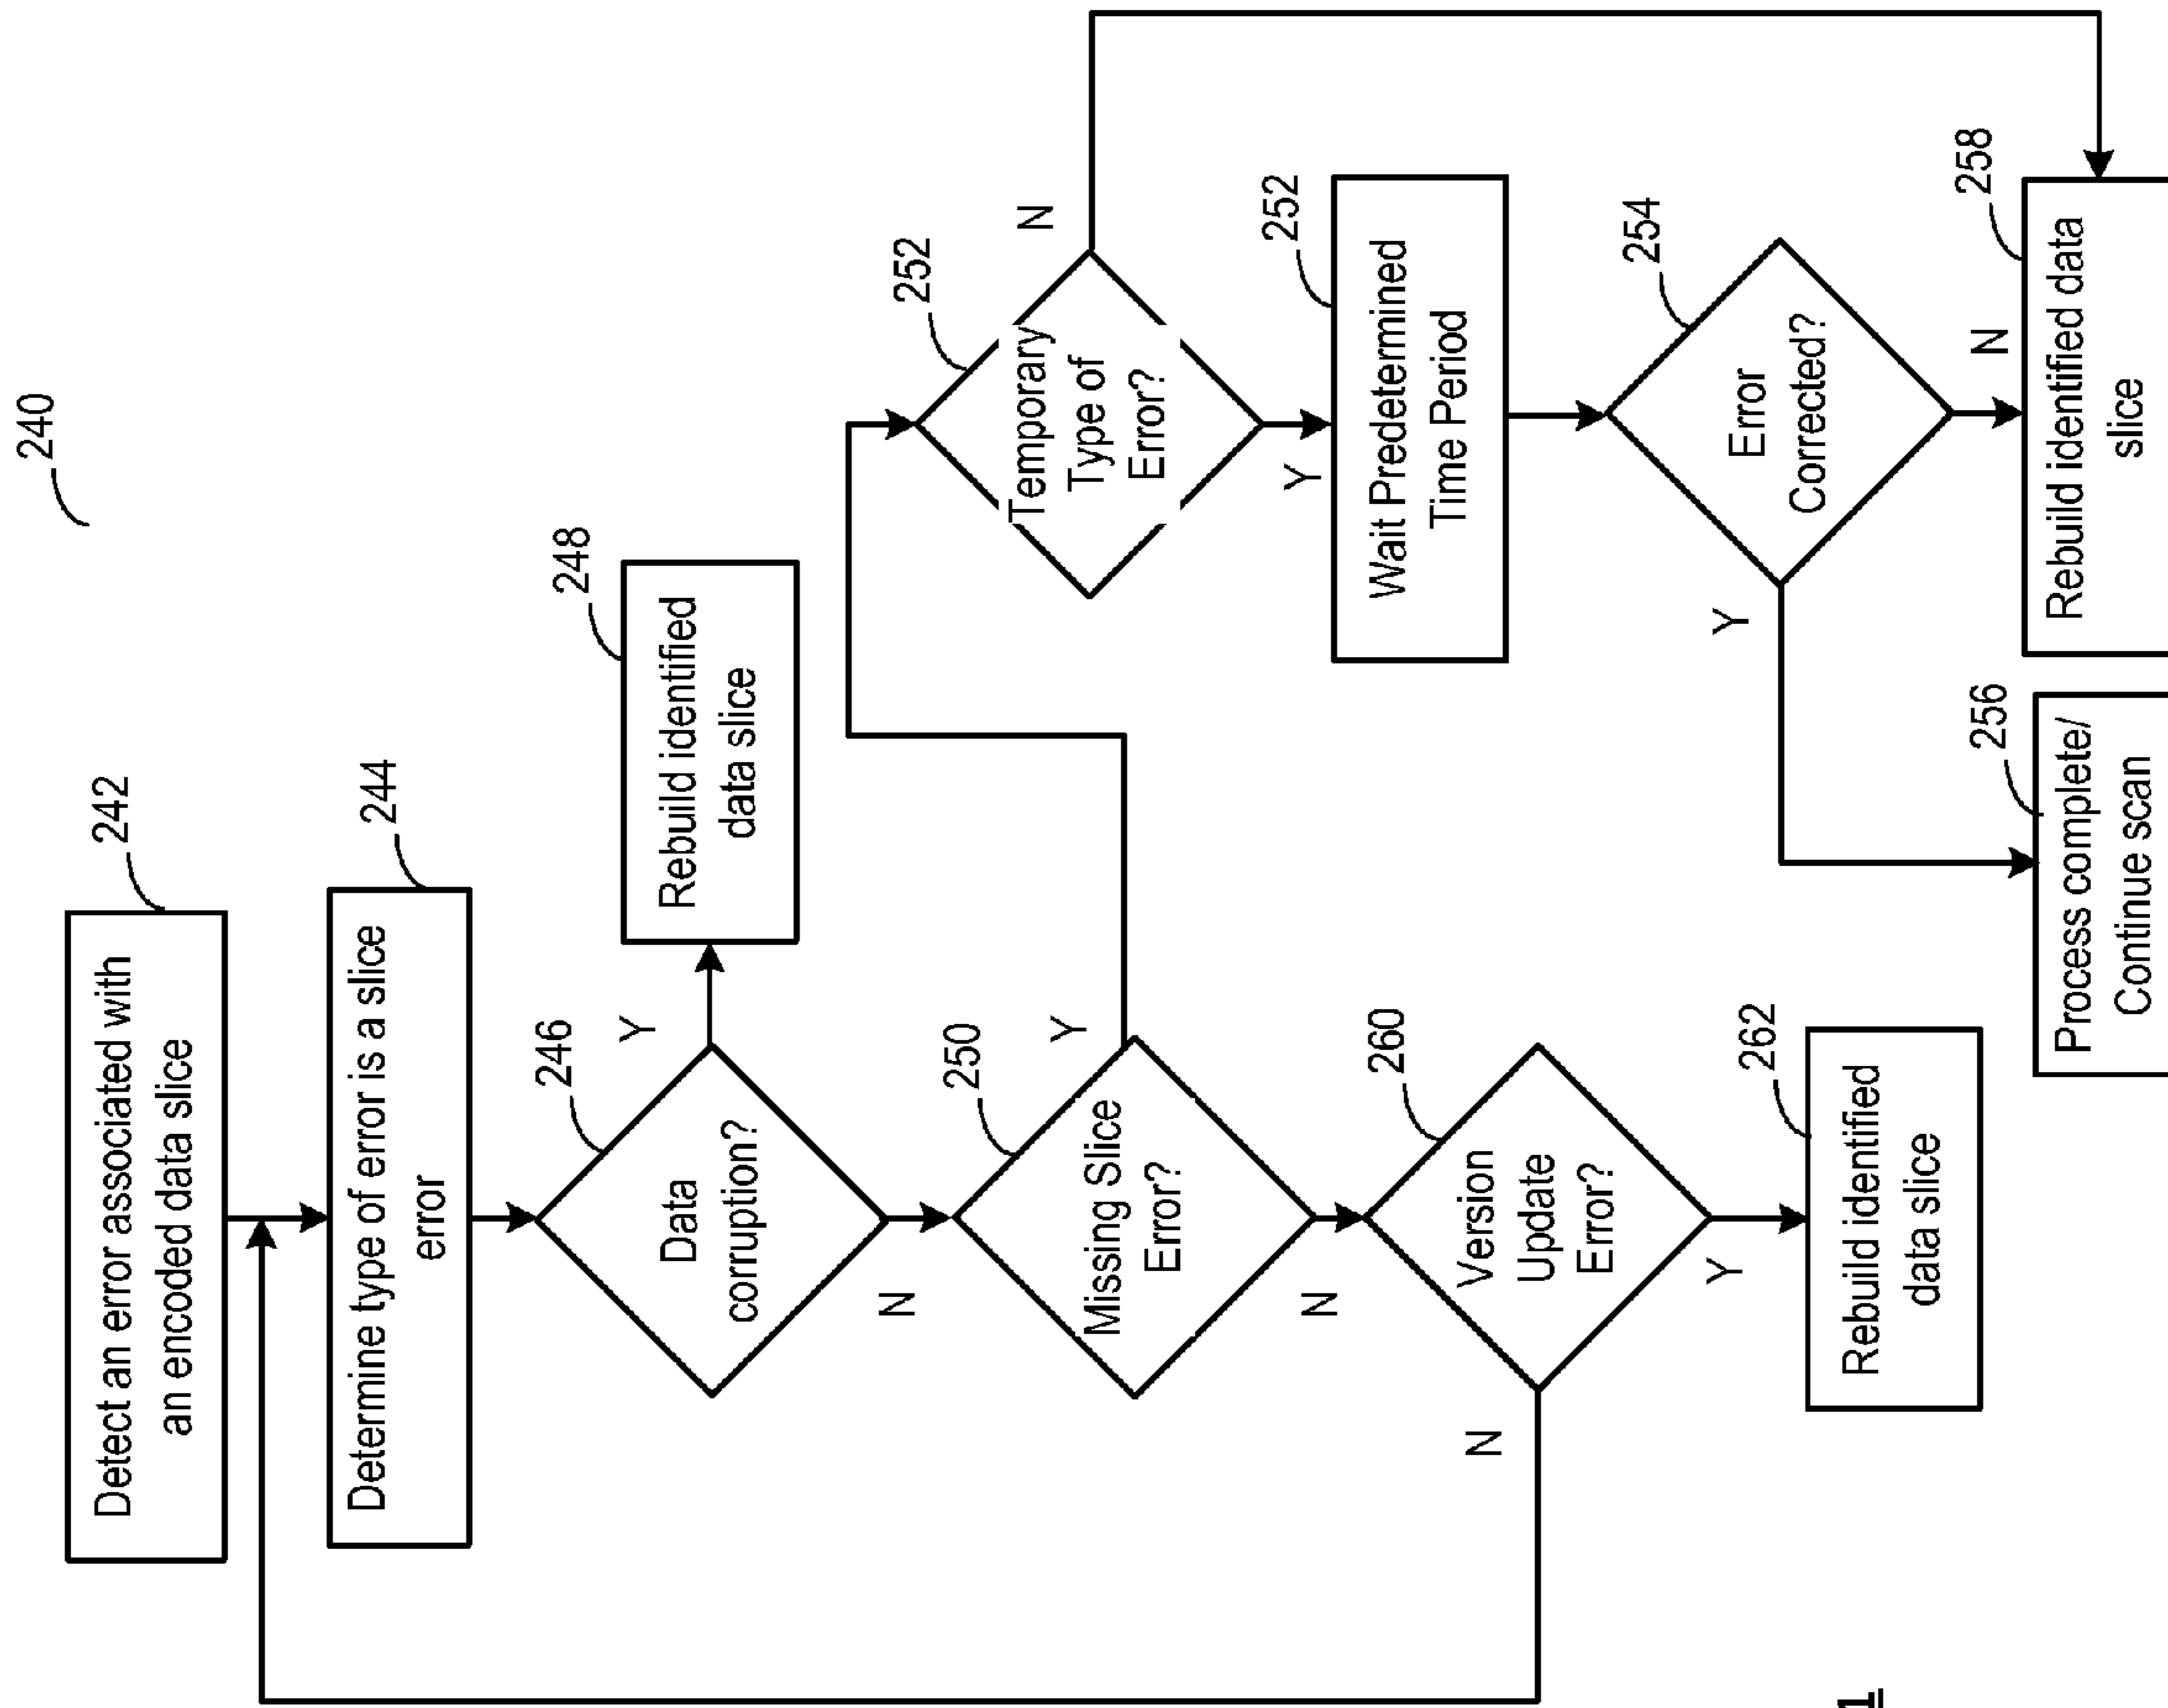 240
242
Detect an error associated with
an encoded data slice
244
Determine type of error is a slice
error
246
Data
corruption?
Y
N
248
Rebuild identified
data slice
250
Missing Slice
Error?
Y
N
252
Temporary
Type of
Error?
N
Y
252
Wait Predetermined
Time Period
254
Error
Corrected?
Y
N
256
Process complete/
Continue scan
258
Rebuild identified data
slice
260
Version
Update
Error?
N
Y
262
Rebuild identified
data slice
1